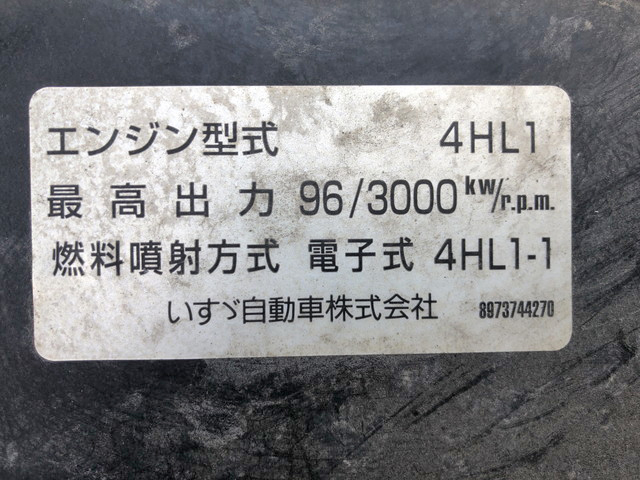 エンジン型式 4HL1
最高出力 96/3000 kw/r.p.m.
燃料噴射方式 電子式 4HL1-1
いすゞ自動車株式会社 8973744270